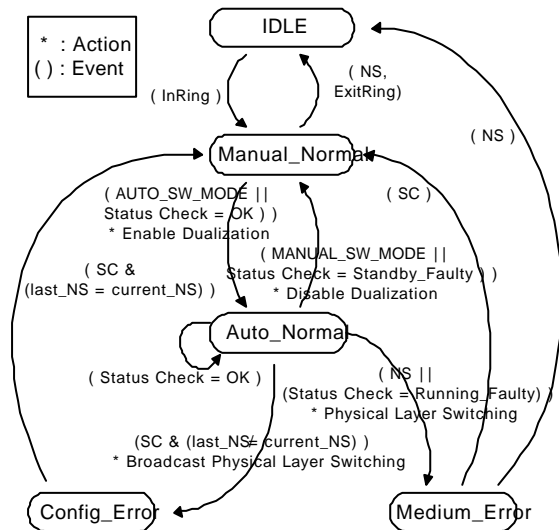 * : Action
( ) : Event
IDLE
( InRing )
( NS,
ExitRing)
( NS )
Manual_Normal
( AUTO_SW_MODE ||
Status Check = OK ) )
* Enable Dualization
( SC )
( MANUAL_SW_MODE ||
Status Check = Standby_Faulty ) )
* Disable Dualization
( SC &
(last_NS = current_NS) )
Auto_Normal
( Status Check = OK )
( NS ||
(Status Check = Running_Faulty) )
* Physical Layer Switching
(SC & (last_NS≠ current_NS) )
* Broadcast Physical Layer Switching
Config_Error
Medium_Error